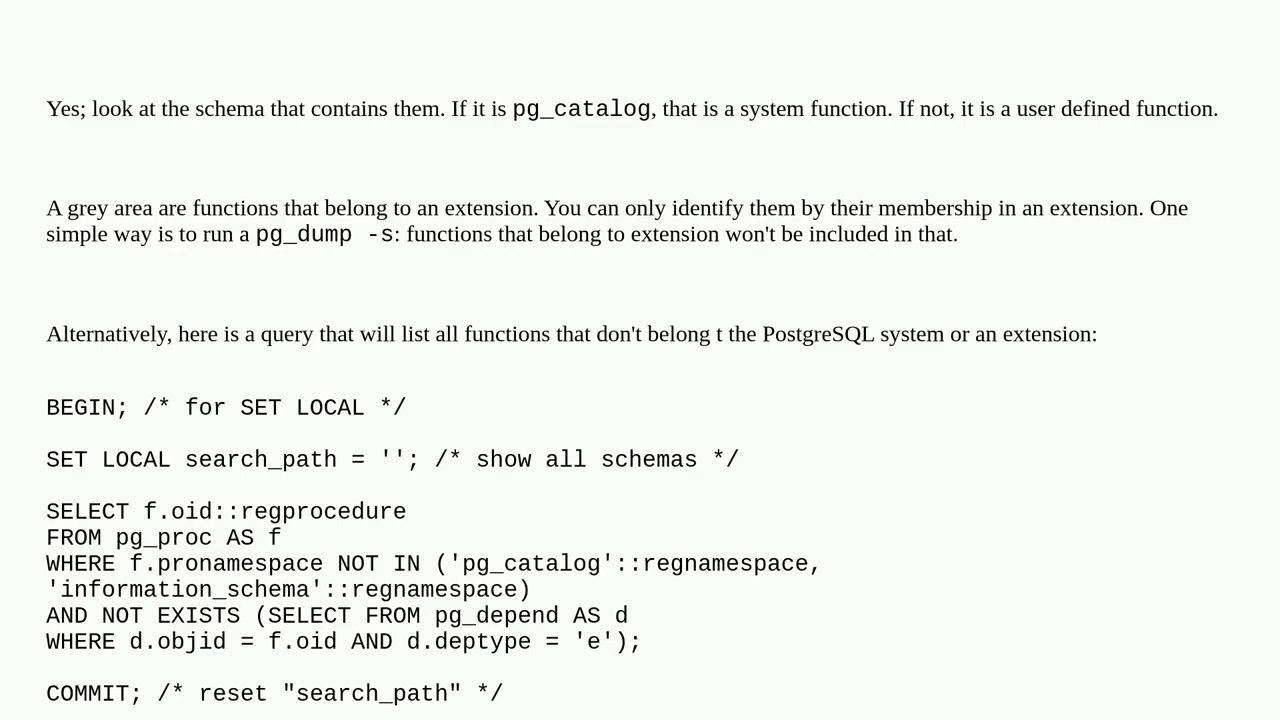 Yes; look at the schema that contains them. If it is pg_catalog, that is a system function. If not, it is a user defined function.
A grey area are functions that belong to an extension. You can only identify them by their membership in an extension. One
simple way is to run a pg_dump -s: functions that belong to extension won't be included in that.
Alternatively, here is a query that will list all functions that don't belong t the PostgreSQL system or an extension:
BEGIN; /* for SET LOCAL */
SET LOCAL search_path = ''; /* show all schemas */
SELECT f.oid::regprocedure
FROM pg_proc AS f
WHERE f.pronamespace NOT IN ('pg_catalog'::regnamespace,
'information_schema'::regnamespace)
AND NOT EXISTS (SELECT FROM pg_depend AS d
WHERE d.objid = f.oid AND d.deptype = 'e');
COMMIT; /* reset "search_path" */